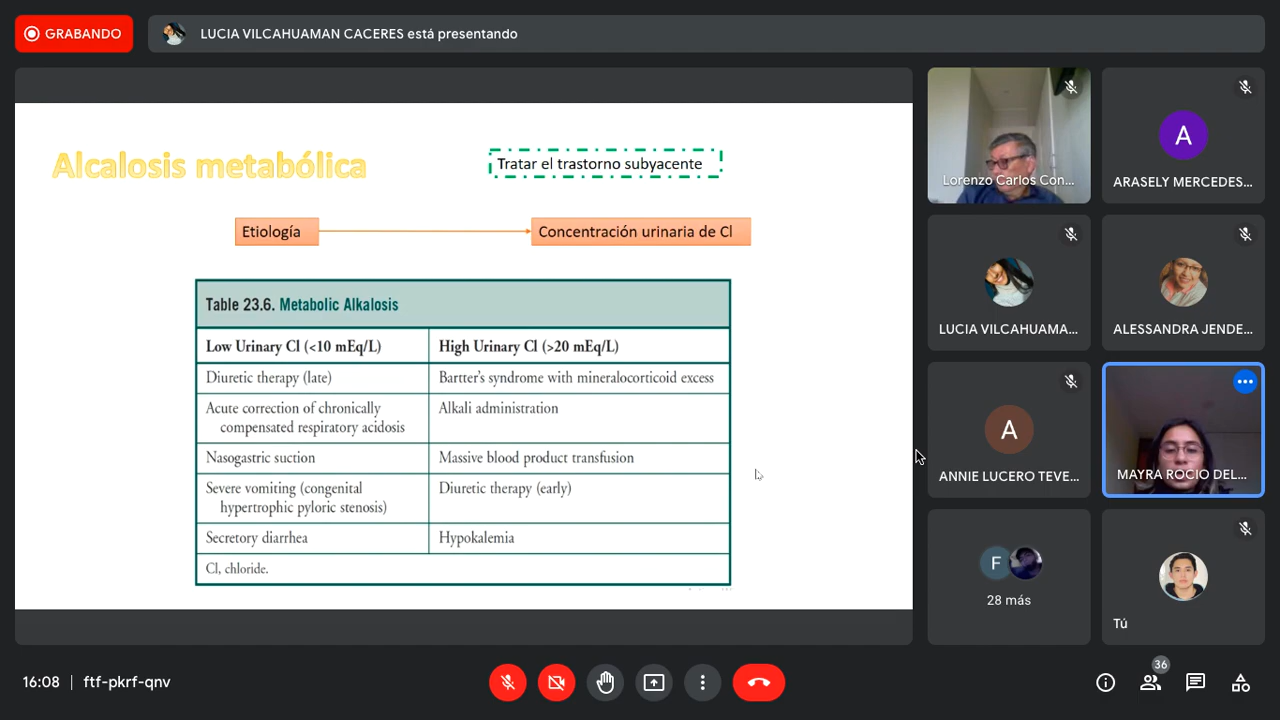 GRABANDO
LUCIA VILCAHUAMAN CACERES está presentando
Alcalosis metabólica
Tratar el trastorno subyacente
Etiología
Concentración urinaria de Cl
Table 23.6. Metabolic Alkalosis
Low Urinary Cl (<10 mEq/L)
High Urinary Cl (>20 mEq/L)
Diuretic therapy (late)
Bartter's syndrome with mineralocorticoid excess
Acute correction of chronically
compensated respiratory acidosis
Alkali administration
Nasogastric suction
Massive blood product transfusion
Severe vomiting (congenital
hypertrophic pyloric stenosis)
Diuretic therapy (early)
Secretory diarrhea
Hypokalemia
Cl, chloride.
Lorenzo Carlos Con...
A
ARASELY MERCEDES...
LUCIA VILCAHUAMA...
ALESSANDRA JENDE...
A
ANNIE LUCERO TEVE...
MAYRA ROCIO DEL...
F
28 más
Tú
16:08 | ftf-pkrf-qnv
36